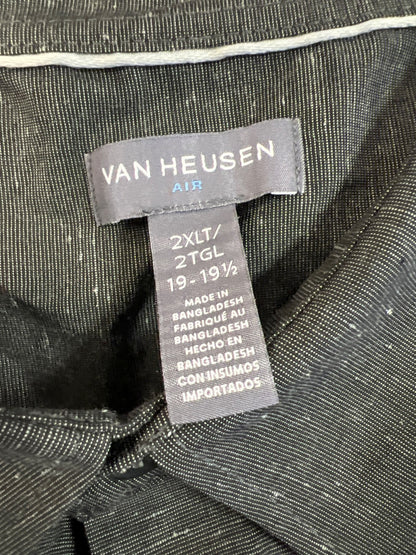 VAN HEUSEN
AIR
2XLT/
2TGL
19 - 19½
MADE IN
BANGLADESH
FABRIQUÉ AU
BANGLADESH
HECHO EN
BANGLADESH
CON INSUMOS
IMPORTADOS